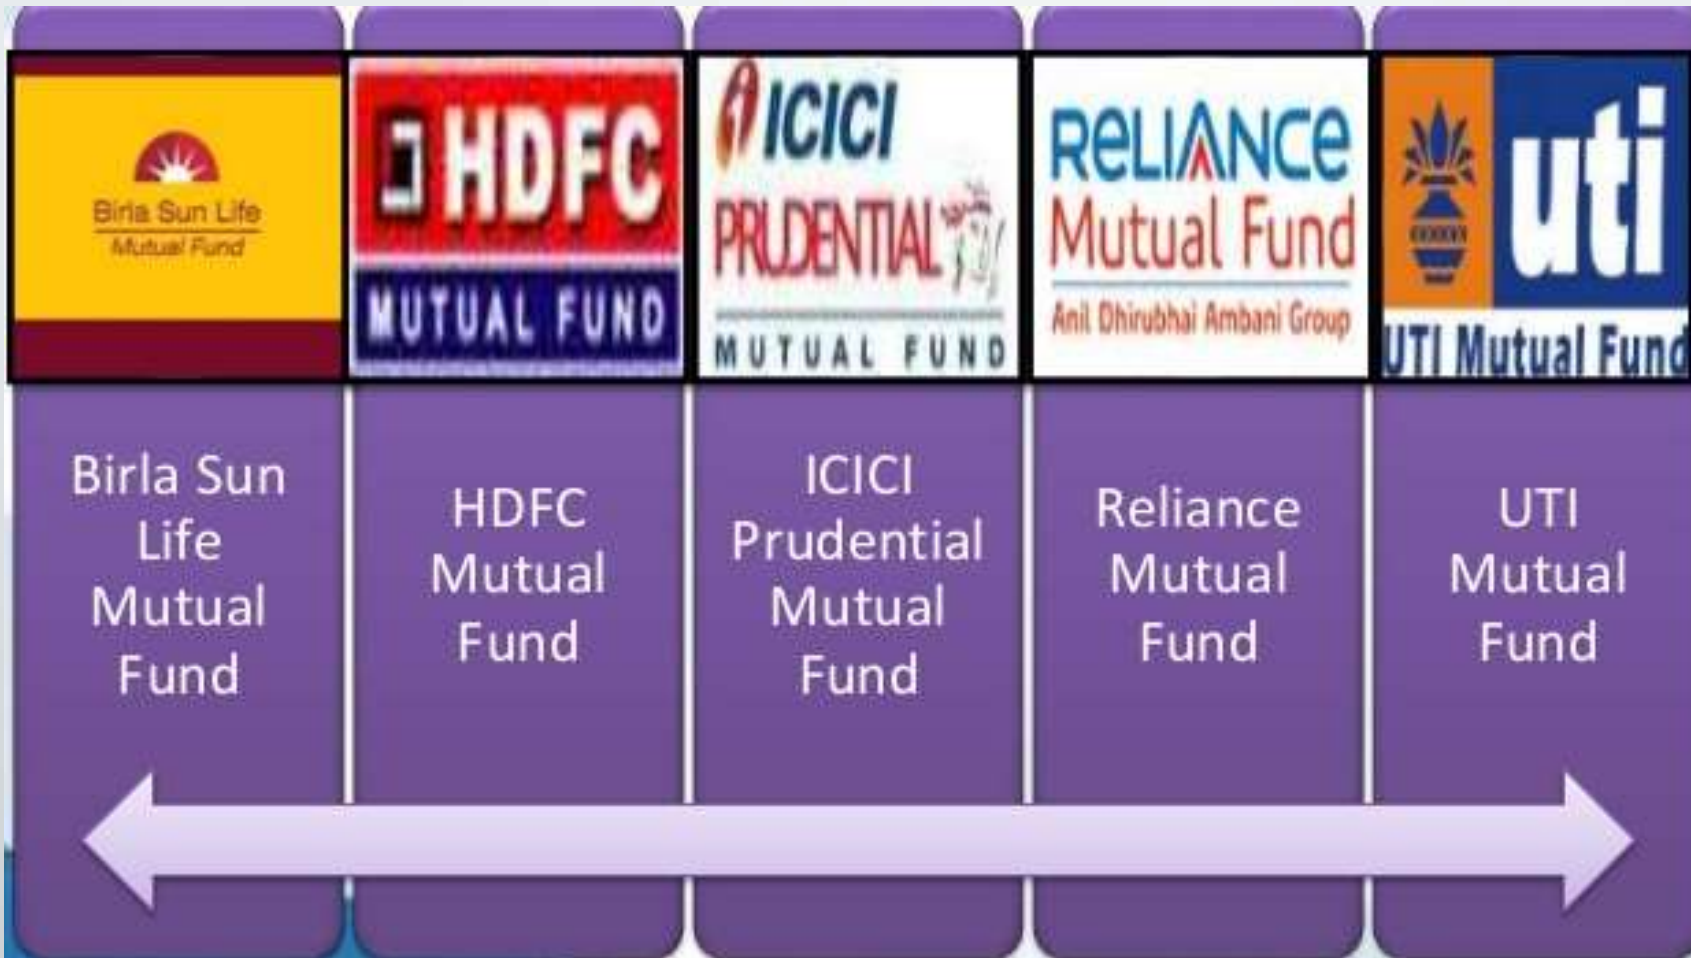 Birla Sun Life
Mutual Fund
HDFC
MUTUAL FUND
ICICI
PRUDENTIAL
MUTUAL FUND
RELIANCE
Mutual Fund
Anil Dhirubhai Ambani Group
uti
UTI Mutual Fund
Birla Sun
Life
Mutual
Fund
HDFC
Mutual
Fund
ICICI
Prudential
Mutual
Fund
Reliance
Mutual
Fund
UTI
Mutual
Fund